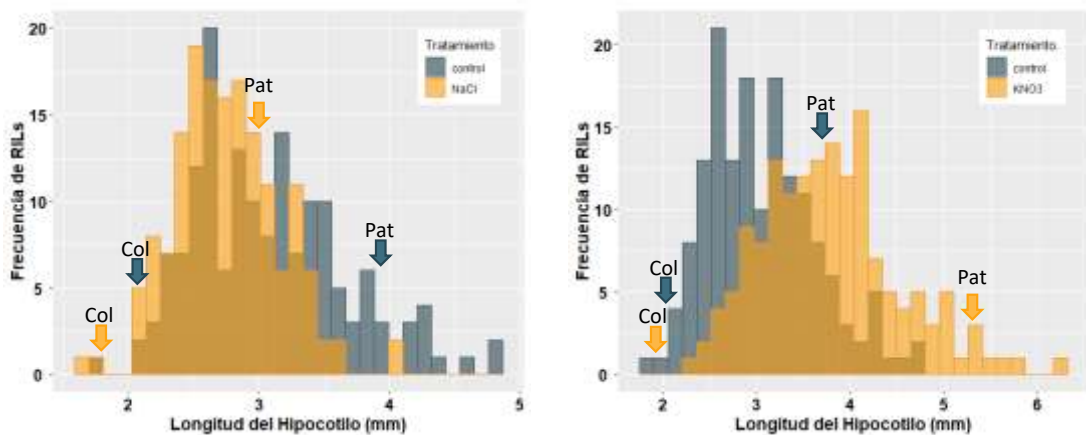 Frecuencia de RILs
20
15
10
5
0
Tratamiento
control
NaCl
Pat
Col
Pat
Col
2
3
4
5
Longitud del Hipocotilo (mm)
Frecuencia de RILs
20
15
10
5
0
Tratamiento
control
KNO3
Pat
Col
Pat
Col
2
3
4
5
6
Longitud del Hipocotilo (mm)